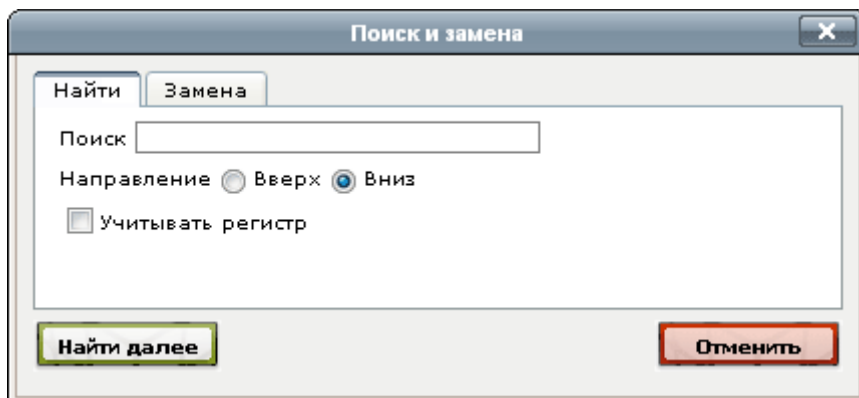 Поиск и замена
Найти Замена
Поиск
Направление Вверх Вниз
Учитывать регистр
Найти далее Отменить